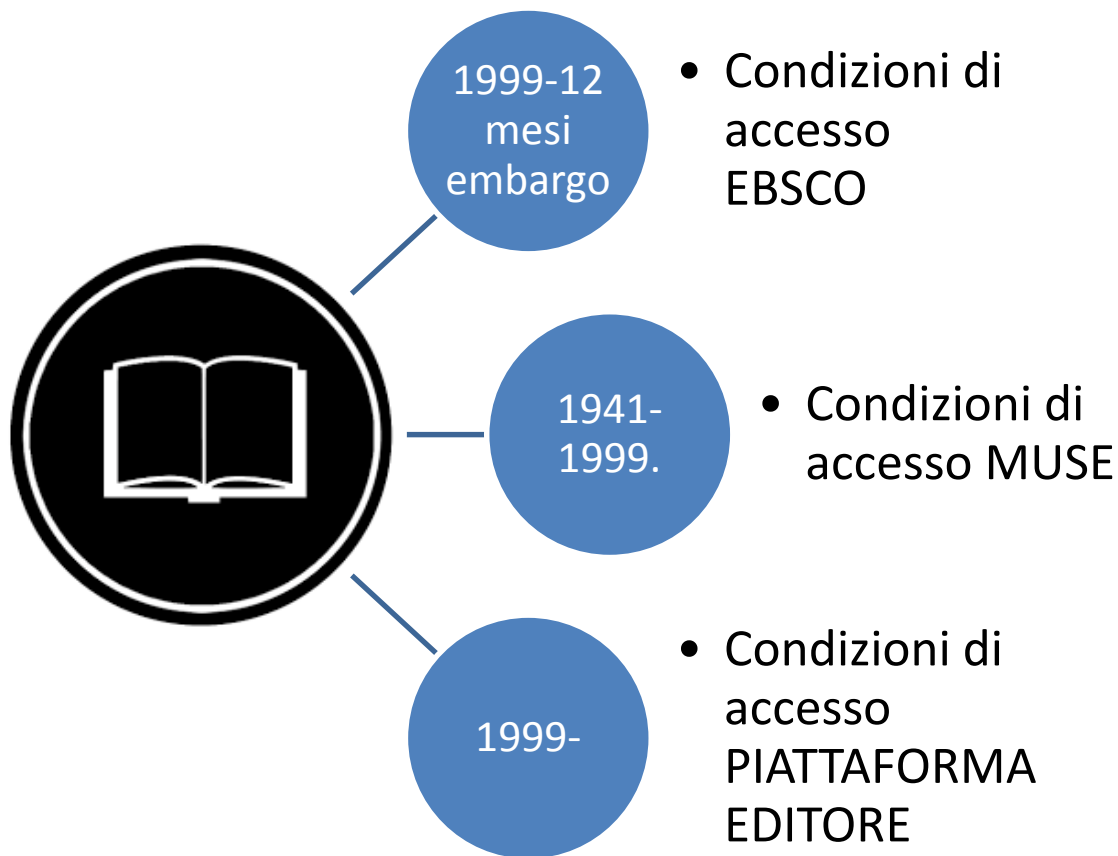 1999-12
mesi
embargo
• Condizioni di
accesso
EBSCO
1941-
1999.
• Condizioni di
accesso MUSE
1999-
• Condizioni di
accesso
PIATTAFORMA
EDITORE